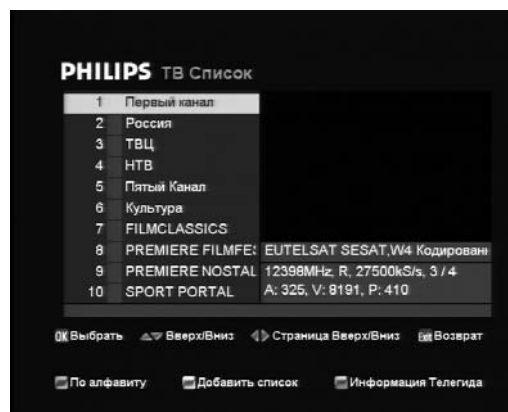 PHILIPS ТВ Список
1 Первый канал
2 Россия
3 ТВЦ
4 НТВ
5 Пятый Канал
6 Культура
7 FILMCLASSICS
8 PREMIERE FILMFE EUTELSAT SESAT,W4 Кодирован
9 PREMIERE NOSTAL 12398MHz, R, 27500kS/s, 3 / 4
10 SPORT PORTAL A: 325, V: 8191, P: 410
OK Выбрать Вверх/Вниз Страница Вверх/Вниз Exit Возврат
По алфавиту Добавить список Информация Телегида